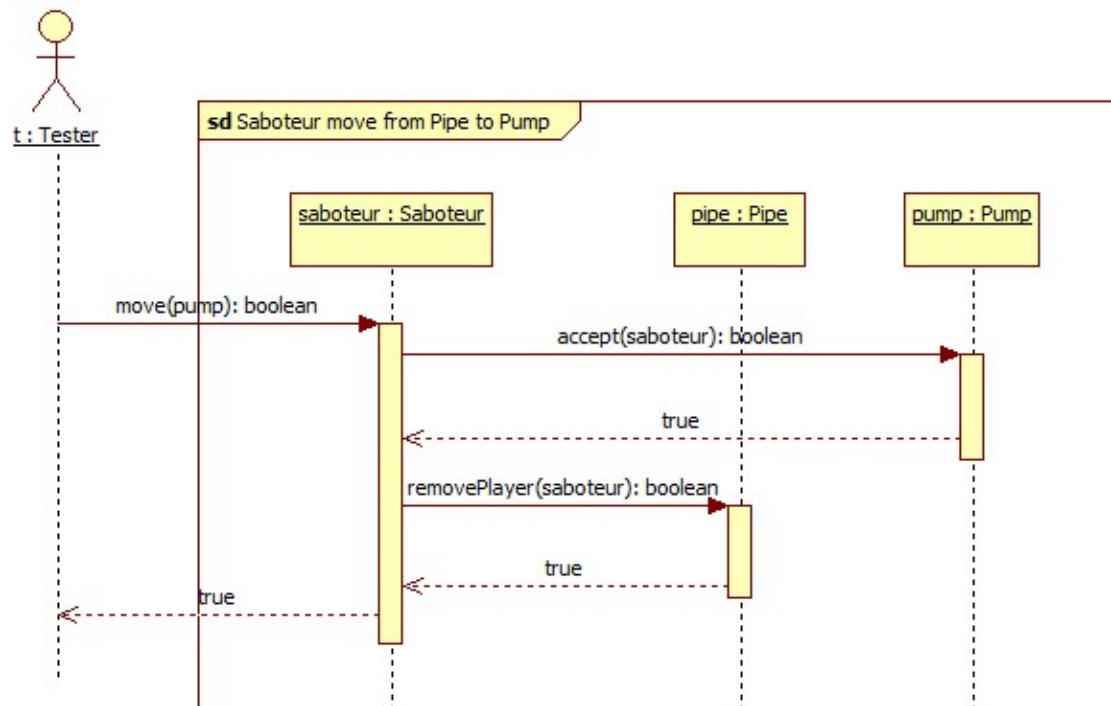 t : Tester
sd Saboteur move from Pipe to Pump
saboteur : Saboteur
pipe : Pipe
pump : Pump
move(pump): boolean
accept(saboteur): boolean
true
removePlayer(saboteur): boolean
true
true